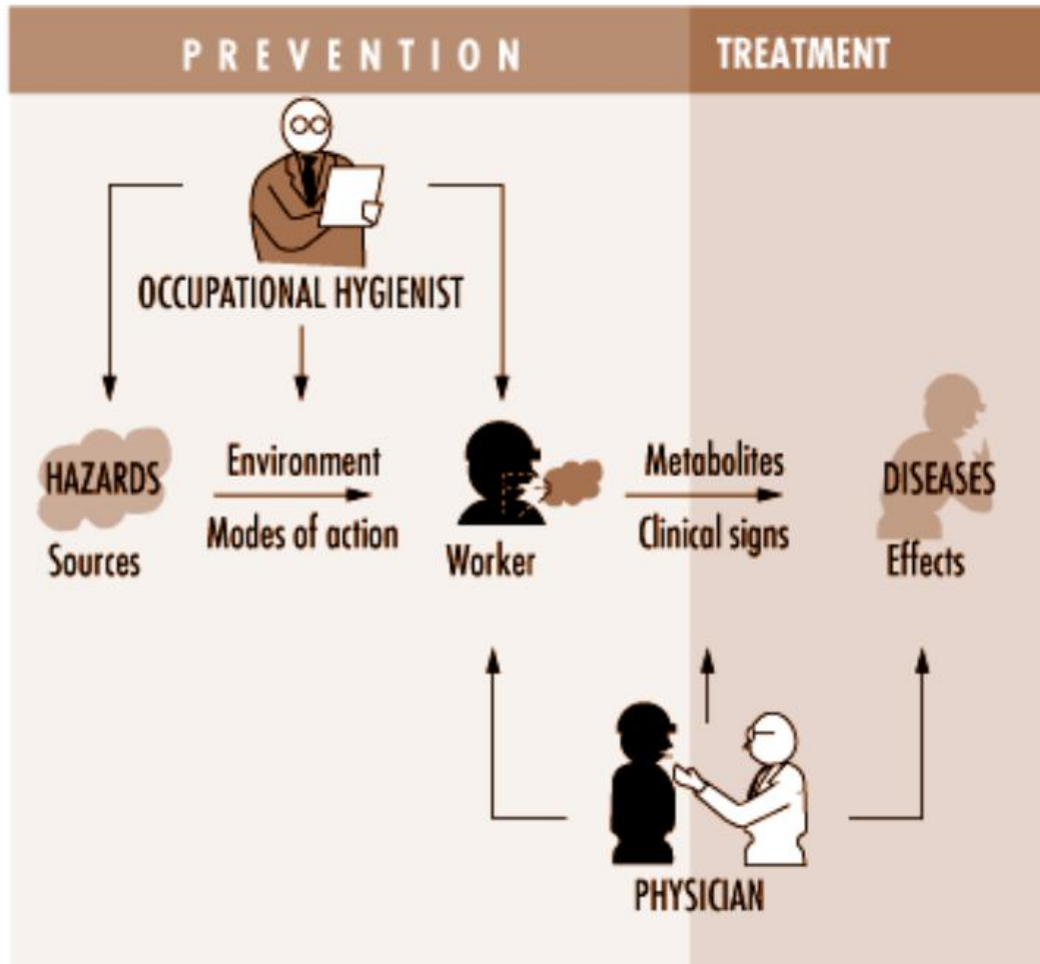 PREVENTION
TREATMENT
OCCUPATIONAL HYGIENIST
HAZARDS
Sources
Environment
Modes of action
Worker
Metabolites
Clinical signs
DISEASES
Effects
PHYSICIAN